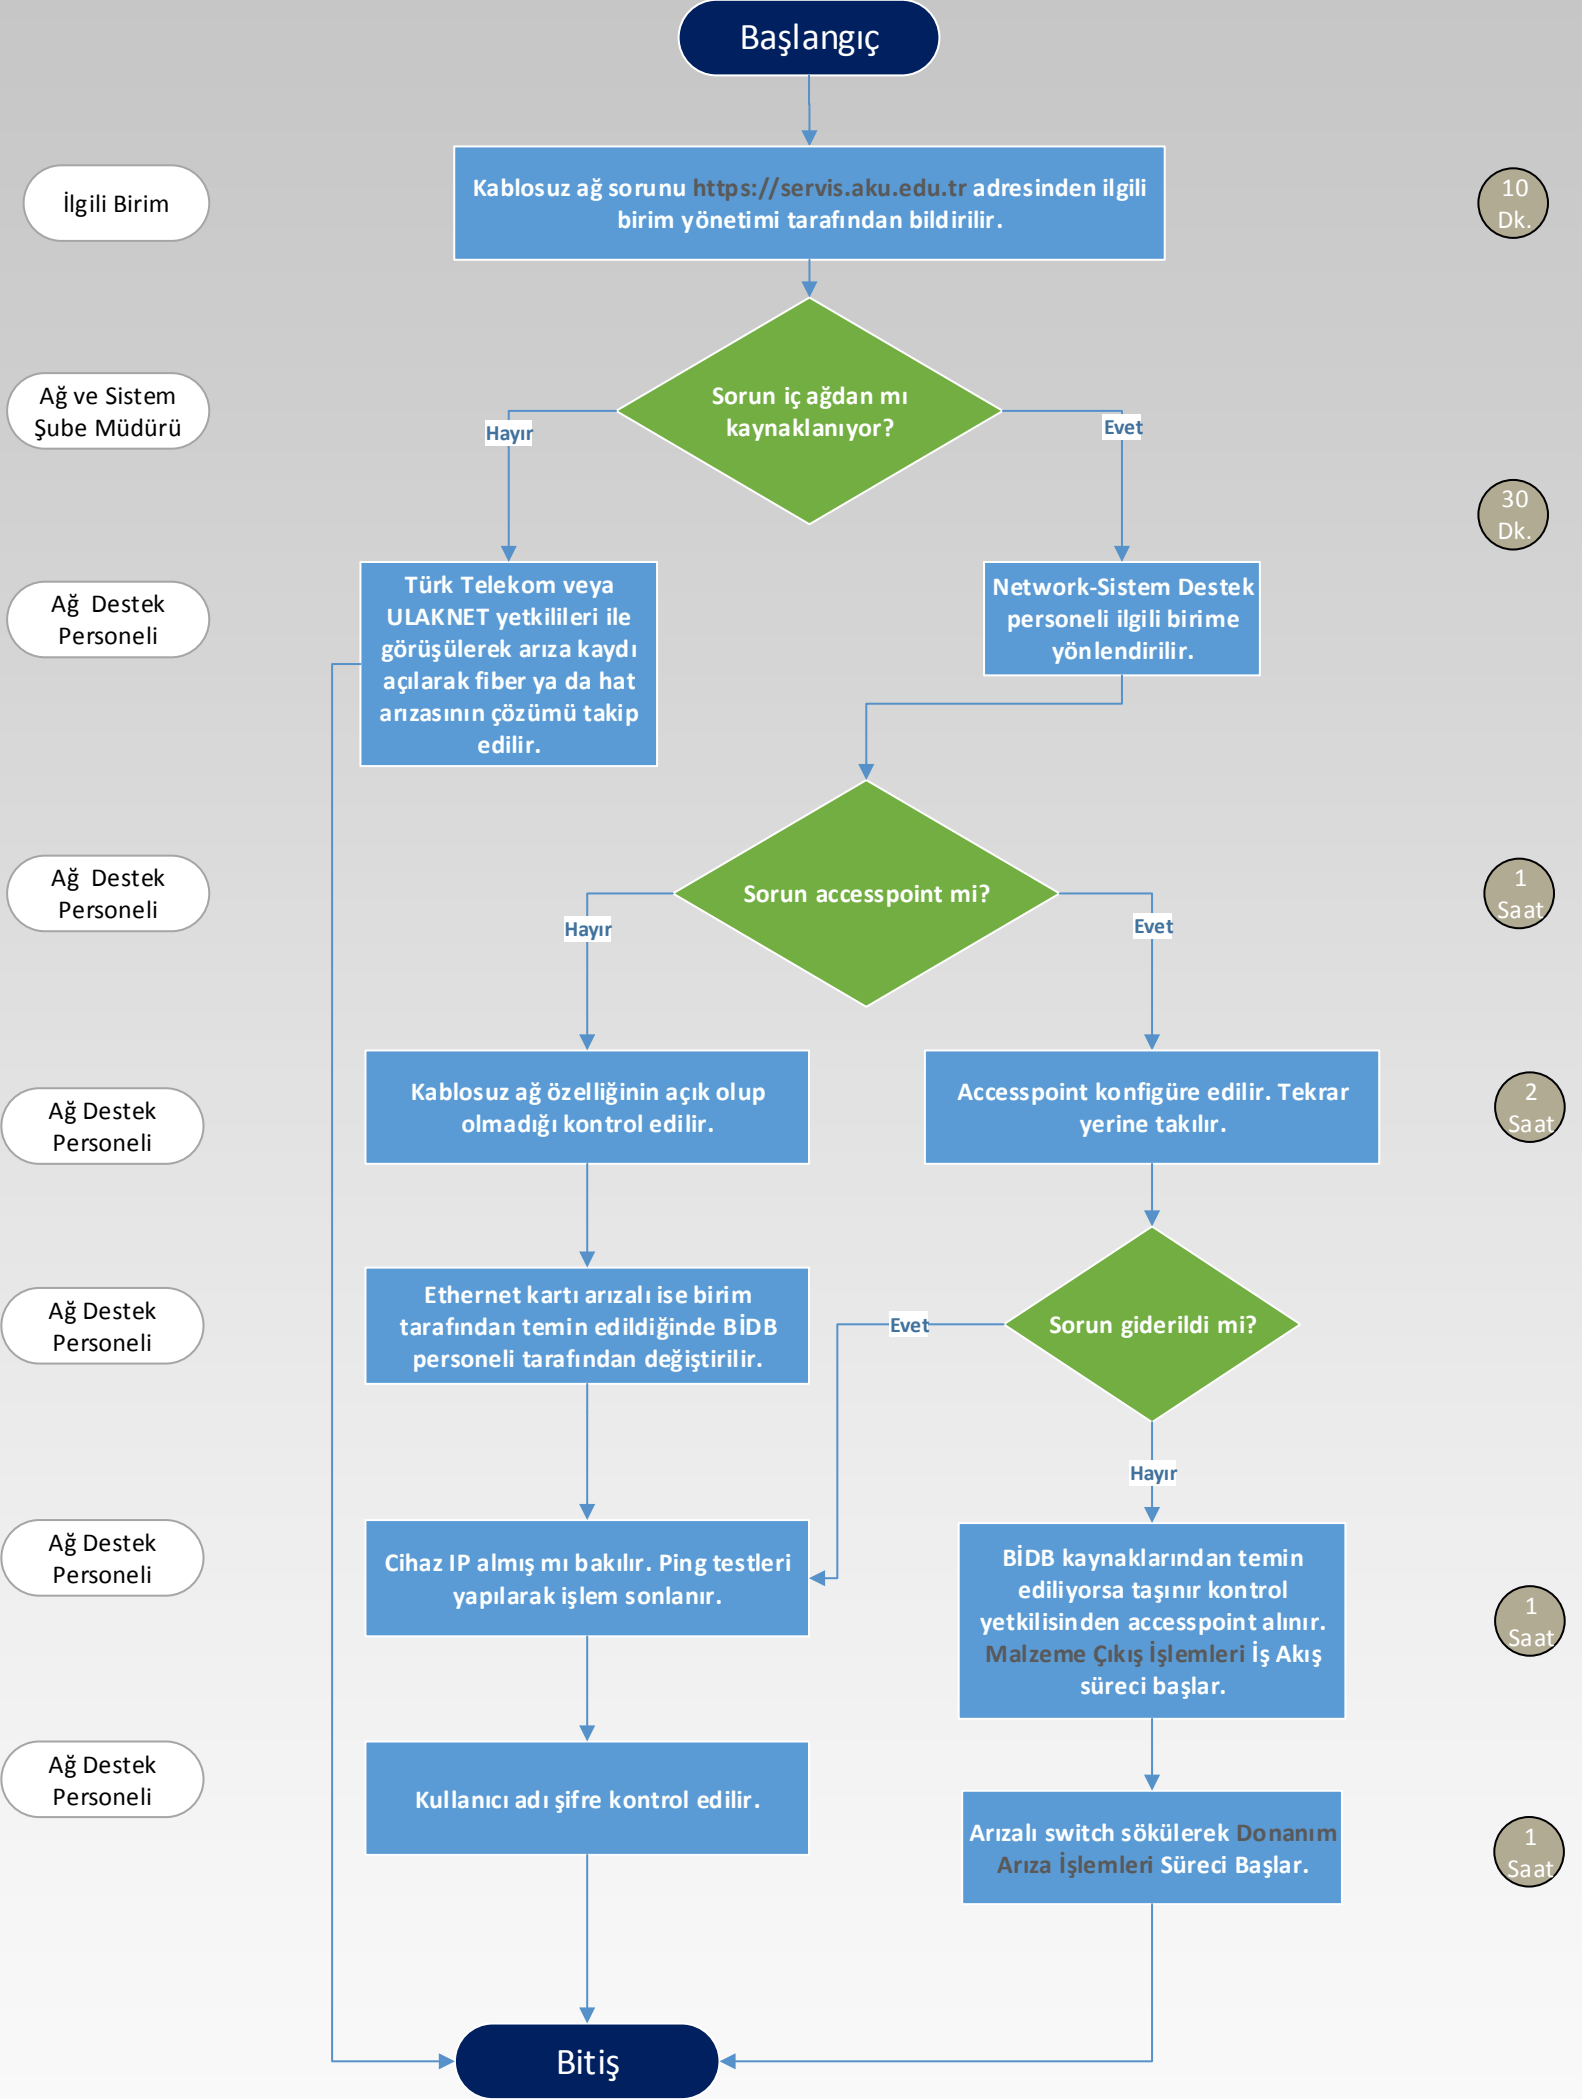 Başlangıç
İlgili Birim
Kablosuz ağ sorunu https://servis.aku.edu.tr adresinden ilgili
birim yönetimi tarafından bildirilir.
10
Dk.
Ağ ve Sistem
Şube Müdürü
Sorun iç ağdan mı
kaynaklanıyor?
Hayır
Evet
30
Dk.
Ağ Destek
Personeli
Türk Telekom veya
ULAKNET yetkilileri ile
görüşülerek arıza kaydı
açılarak fiber ya da hat
arızasının çözümü takip
edilir.
Network-Sistem Destek
personeli ilgili birime
yönlendirilir.
Ağ Destek
Personeli
Sorun accesspoint mi?
Hayır
Evet
1
Saat
Ağ Destek
Personeli
Kablosuz ağ özelliğinin açık olup
olmadığı kontrol edilir.
Accesspoint konfigüre edilir. Tekrar
yerine takılır.
2
Saat
Ağ Destek
Personeli
Ethernet kartı arızalı ise birim
tarafından temin edildiğinde BİDB
personeli tarafından değiştirilir.
Evet
Sorun giderildi mi?
Hayır
Ağ Destek
Personeli
Cihaz IP almış mı bakılır. Ping testleri
yapılarak işlem sonlanır.
BİDB kaynaklarından temin
ediliyorsa taşınır kontrol
yetkilisinden accesspoint alınır.
Malzeme Çıkış İşlemleri İş Akış
süreci başlar.
1
Saat
Ağ Destek
Personeli
Kullanıcı adı şifre kontrol edilir.
Arızalı switch sökülerek Donanım
Arıza İşlemleri Süreci Başlar.
1
Saat
Bitiş